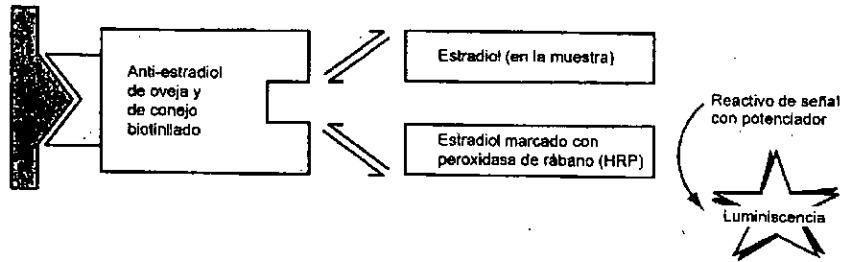 Anti-estradiol
de oveja y
de conejo
biotinilado
Estradiol (en la muestra)
Estradiol marcado con
peroxidasa de rábano (HRP)
Reactivo de señal
con potenciador
Luminiscencia